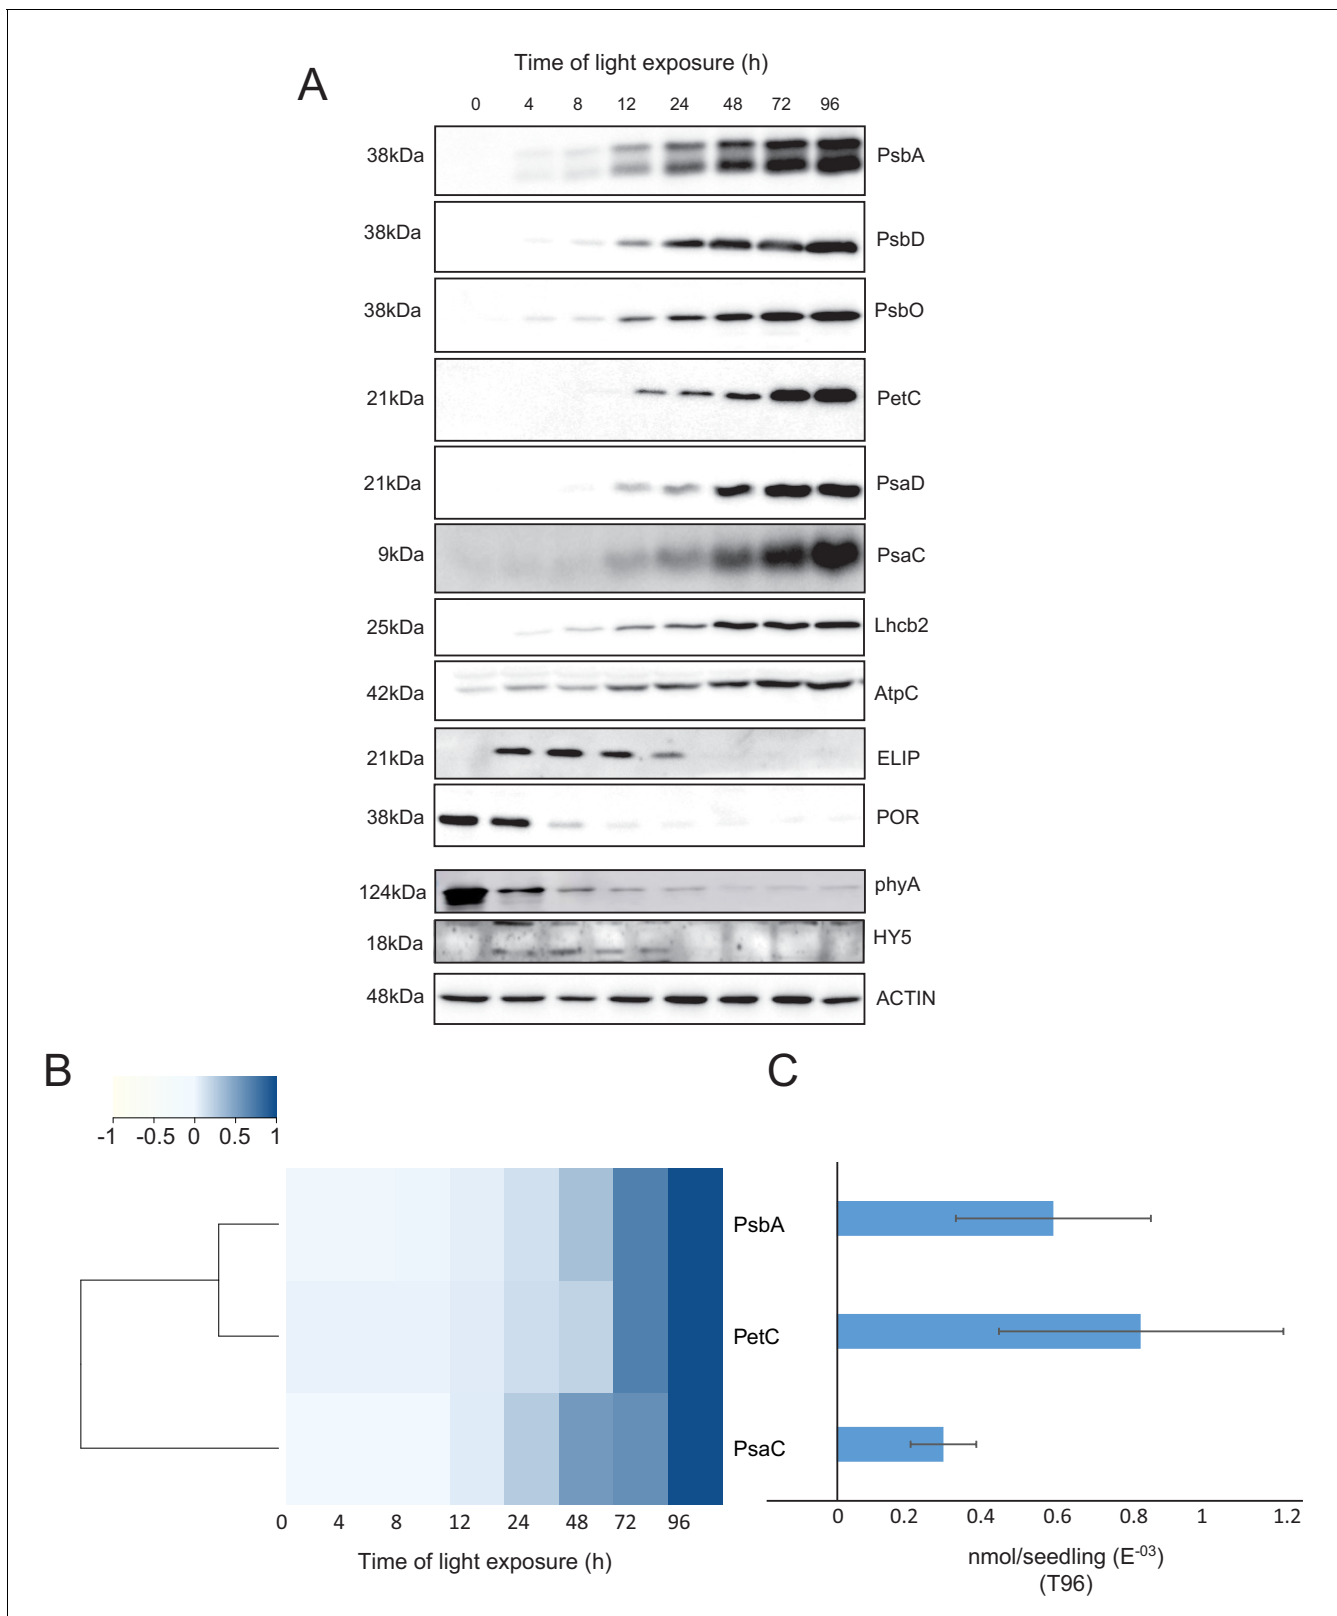 A
Time of light exposure (h)
0 4 8 12 24 48 72 96
38kDa PsbA
38kDa PsbD
38kDa PsbO
21kDa PetC
21kDa PsaD
9kDa PsaC
25kDa Lhcb2
42kDa AtpC
21kDa ELIP
38kDa POR
124kDa phyA
18kDa HY5
48kDa ACTIN
B
-1 -0.5 0 0.5 1
PsbA
PetC
PsaC
0 4 8 12 24 48 72 96
Time of light exposure (h)
C
0 0.2 0.4 0.6 0.8 1 1.2
nmol/seedling (E⁻⁰³)
(T96)